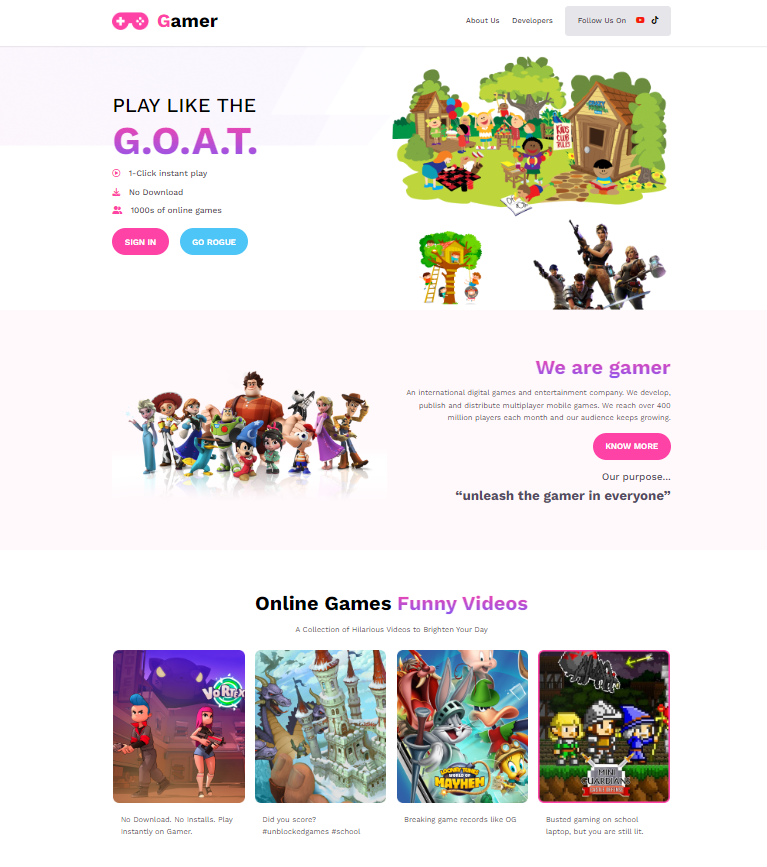 Gamer
About Us
Developers
Follow Us On
PLAY LIKE THE
G.O.A.T.
1-Click instant play
No Download
1000s of online games
SIGN IN
GO ROGUE
KIDS
CLUB
RULES
We are gamer
An international digital games and entertainment company. We develop,
publish and distribute multiplayer mobile games. We reach over 400
million players each month and our audience keeps growing.
KNOW MORE
Our purpose...
“unleash the gamer in everyone”
Online Games Funny Videos
A Collection of Hilarious Videos to Brighten Your Day
VORTEX
LOONEY TUNES
WORLD OF
MAYHEM
MINI
GUARDIANS
No Download. No Installs. Play
instantly on Gamer.
Did you score?
#unblockedgames #school
Breaking game records like OG
Busted gaming on school
laptop, but you are still lit.